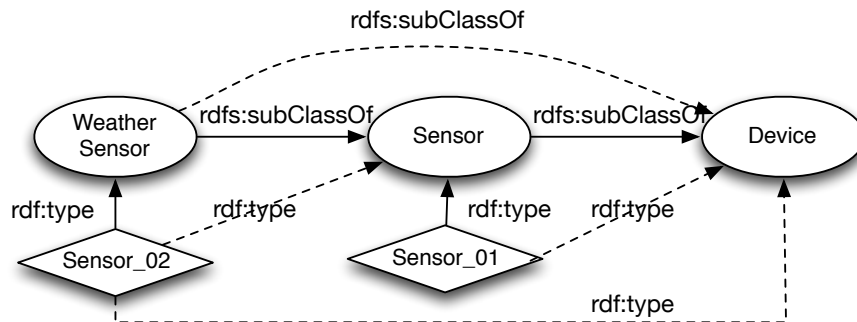 rdfs:subClassOf
rdfs:subClassOf
rdfs:subClassOf
Weather
Sensor
Sensor
Device
rdf:type
rdf:type
rdf:type
rdf:type
Sensor_02
Sensor_01
rdf:type